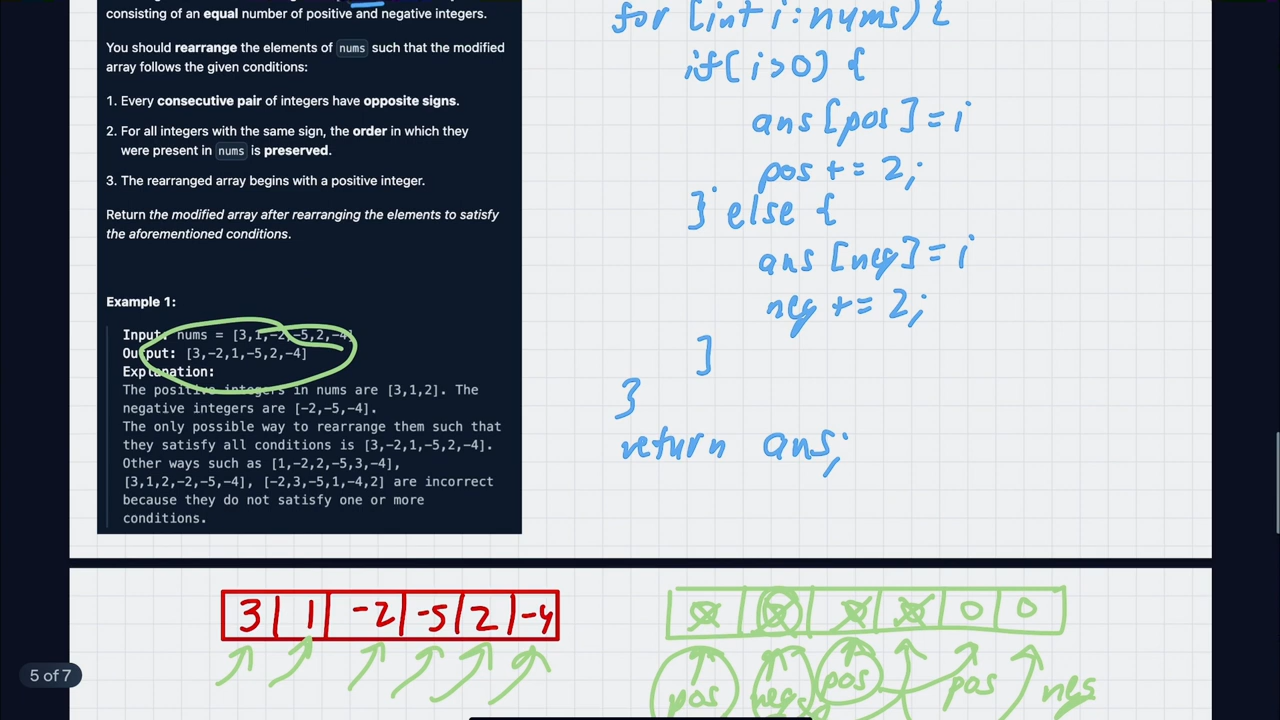 consisting of an equal number of positive and negative integers.
You should rearrange the elements of nums such that the modified
array follows the given conditions:
1. Every consecutive pair of integers have opposite signs.
2. For all integers with the same sign, the order in which they
were present in nums is preserved.
3. The rearranged array begins with a positive integer.
Return the modified array after rearranging the elements to satisfy
the aforementioned conditions.
Example 1:
Input: nums = [3,1,-2,-5,2,-4]
Output: [3,-2,1,-5,2,-4]
Explanation:
The positive integers in nums are [3,1,2]. The
negative integers are [-2,-5,-4].
The only possible way to rearrange them such that
they satisfy all conditions is [3,-2,1,-5,2,-4].
Other ways such as [1,-2,2,-5,3,-4],
[3,1,2,-2,-5,-4], [-2,3,-5,1,-4,2] are incorrect
because they do not satisfy one or more
conditions.
for (int i : nums) {
if (i>0) {
ans [pos] = i
pos += 2;
} else {
ans [neg] = i
neg += 2;
}
}
return ans;
3 1 -2 -5 2 -4
0 0
pos neg pos pos neg
5 of 7